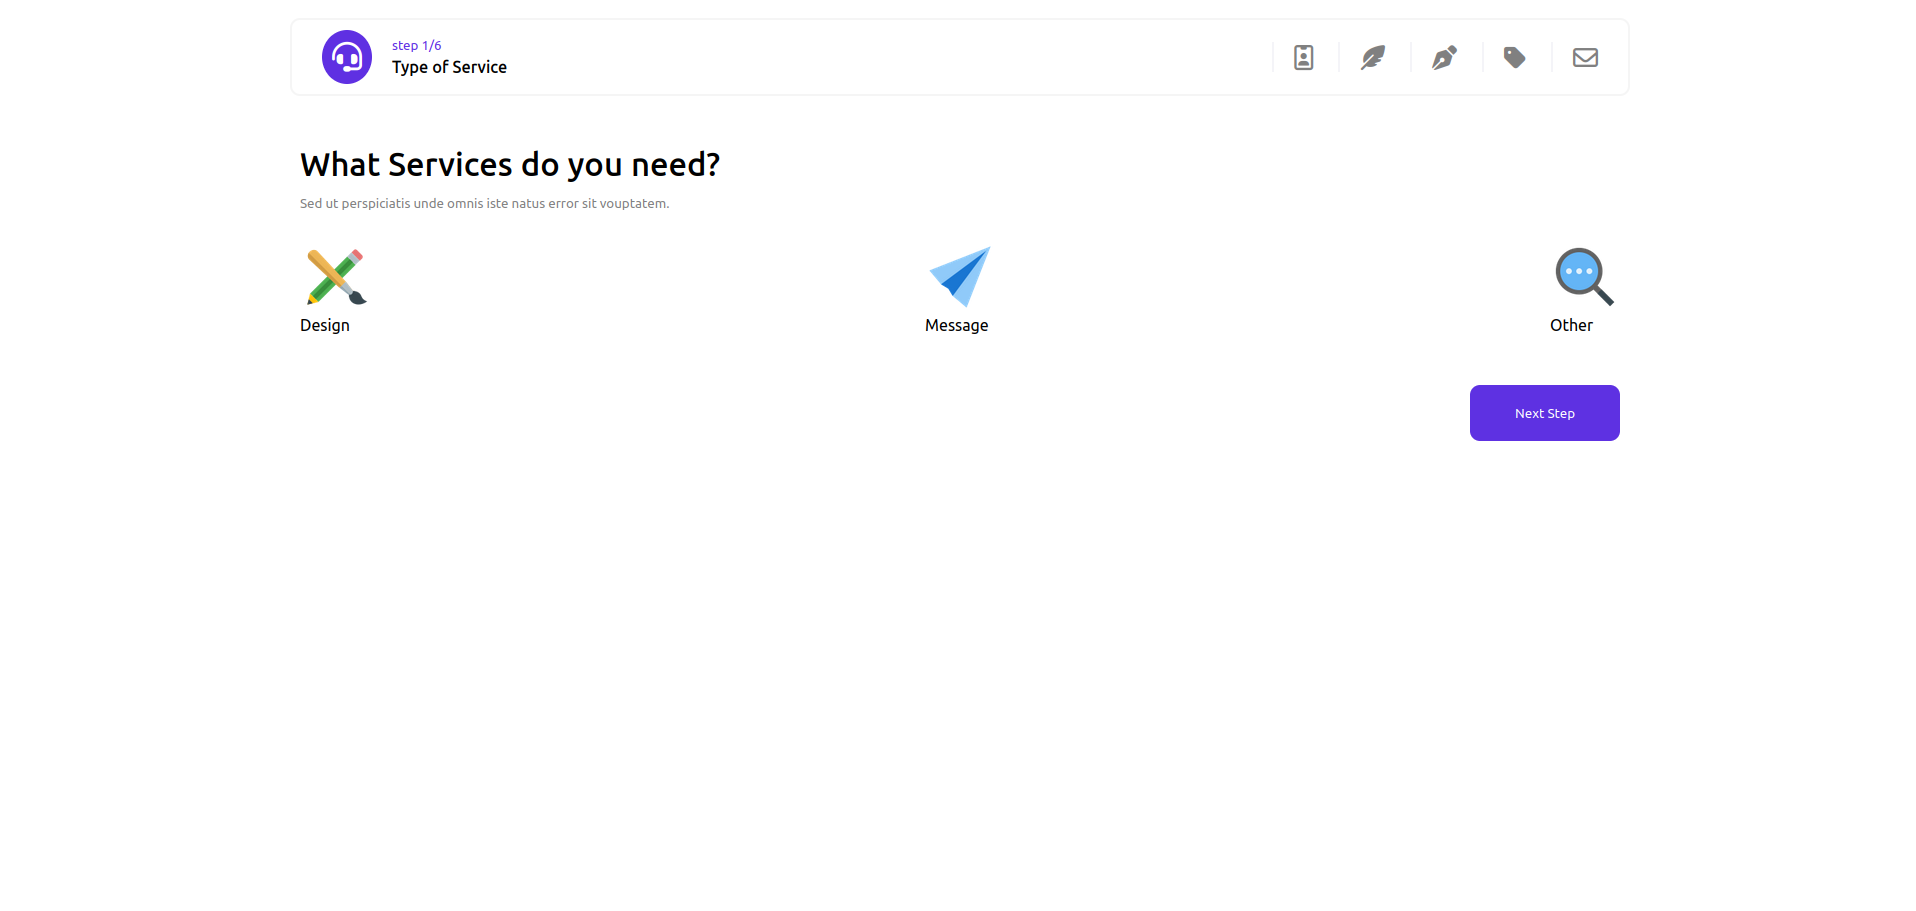 step 1/6
Type of Service
What Services do you need?
Sed ut perspiciatis unde omnis iste natus error sit vouptatem.
Design
Message
Other
Next Step